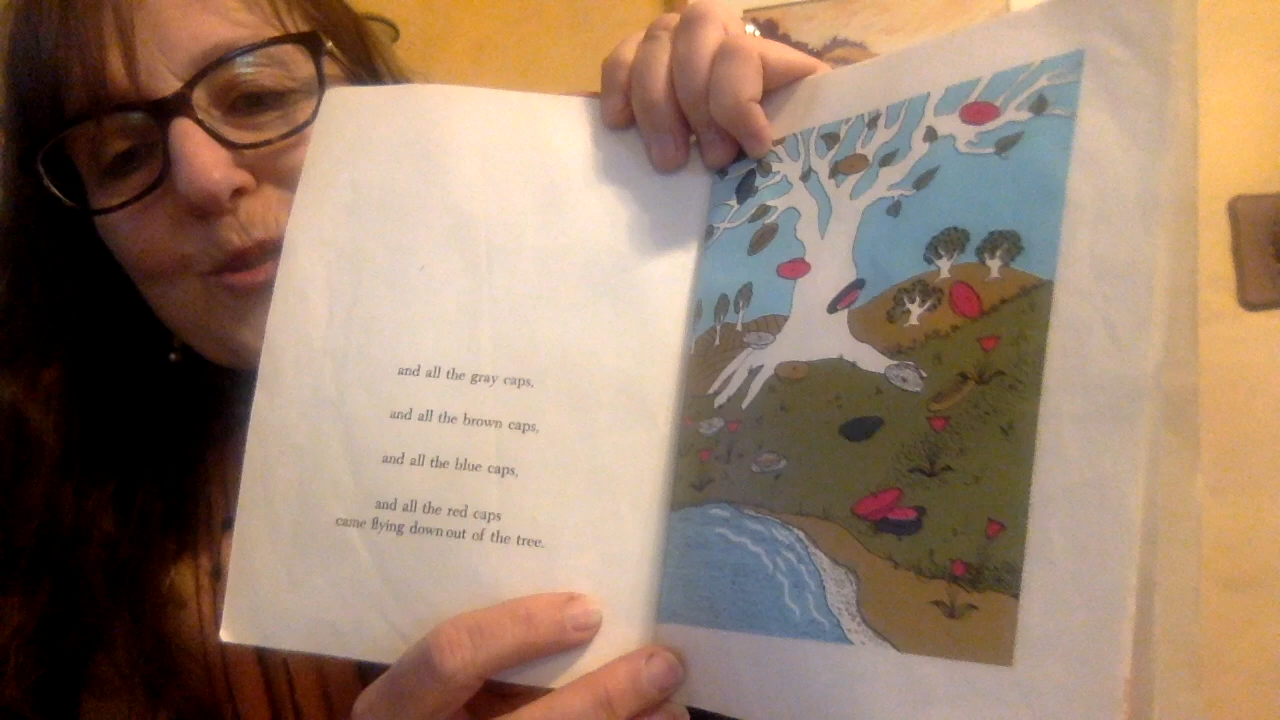 and all the gray caps,
and all the brown caps,
and all the blue caps,
and all the red caps
came flying down out of the tree.